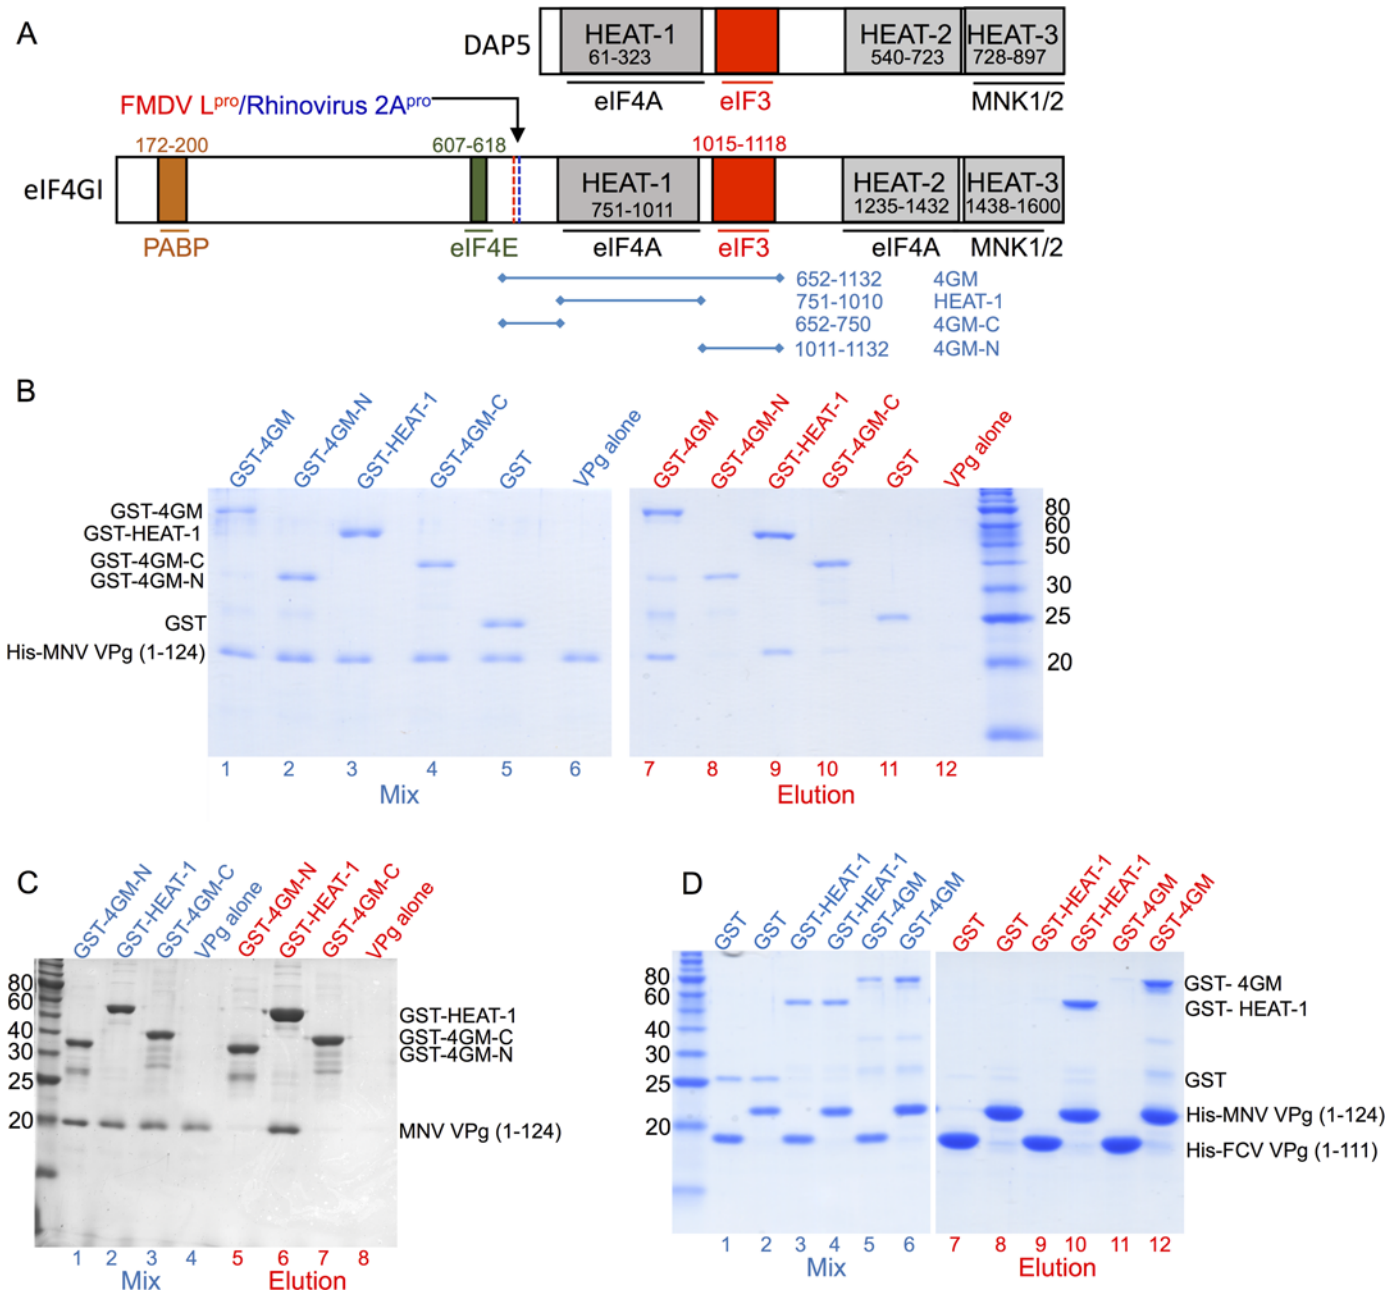 A
DAP5
HEAT-1
61-323
HEAT-2
540-723
HEAT-3
728-897
eIF4A
eIF3
MNK1/2
FMDV Lpro/Rhinovirus 2Apro
172-200
607-618
1015-1118
eIF4GI
HEAT-1
751-1011
HEAT-2
1235-1432
HEAT-3
1438-1600
PABP
eIF4E
eIF4A
eIF3
eIF4A
MNK1/2
652-1132 4GM
751-1010 HEAT-1
652-750 4GM-C
1011-1132 4GM-N
B
GST-4GM
GST-4GM-N
GST-HEAT-1
GST-4GM-C
GST
VPg alone
GST-4GM
GST-4GM-N
GST-HEAT-1
GST-4GM-C
GST
VPg alone
GST-4GM
GST-HEAT-1
GST-4GM-C
GST-4GM-N
GST
His-MNV VPg (1-124)
80
60
50
30
25
20
1 2 3 4 5 6
Mix
7 8 9 10 11 12
Elution
C
GST-4GM-N
GST-HEAT-1
GST-4GM-C
VPg alone
GST-4GM-N
GST-HEAT-1
GST-4GM-C
VPg alone
80
60
40
30
25
20
GST-HEAT-1
GST-4GM-C
GST-4GM-N
MNV VPg (1-124)
1 2 3 4 5 6 7 8
Mix
Elution
D
GST
GST
GST-HEAT-1
GST-HEAT-1
GST-4GM
GST-4GM
GST
GST
GST-HEAT-1
GST-HEAT-1
GST-4GM
GST-4GM
80
60
40
30
25
20
GST- 4GM
GST- HEAT-1
GST
His-MNV VPg (1-124)
His-FCV VPg (1-111)
1 2 3 4 5 6
Mix
7 8 9 10 11 12
Elution